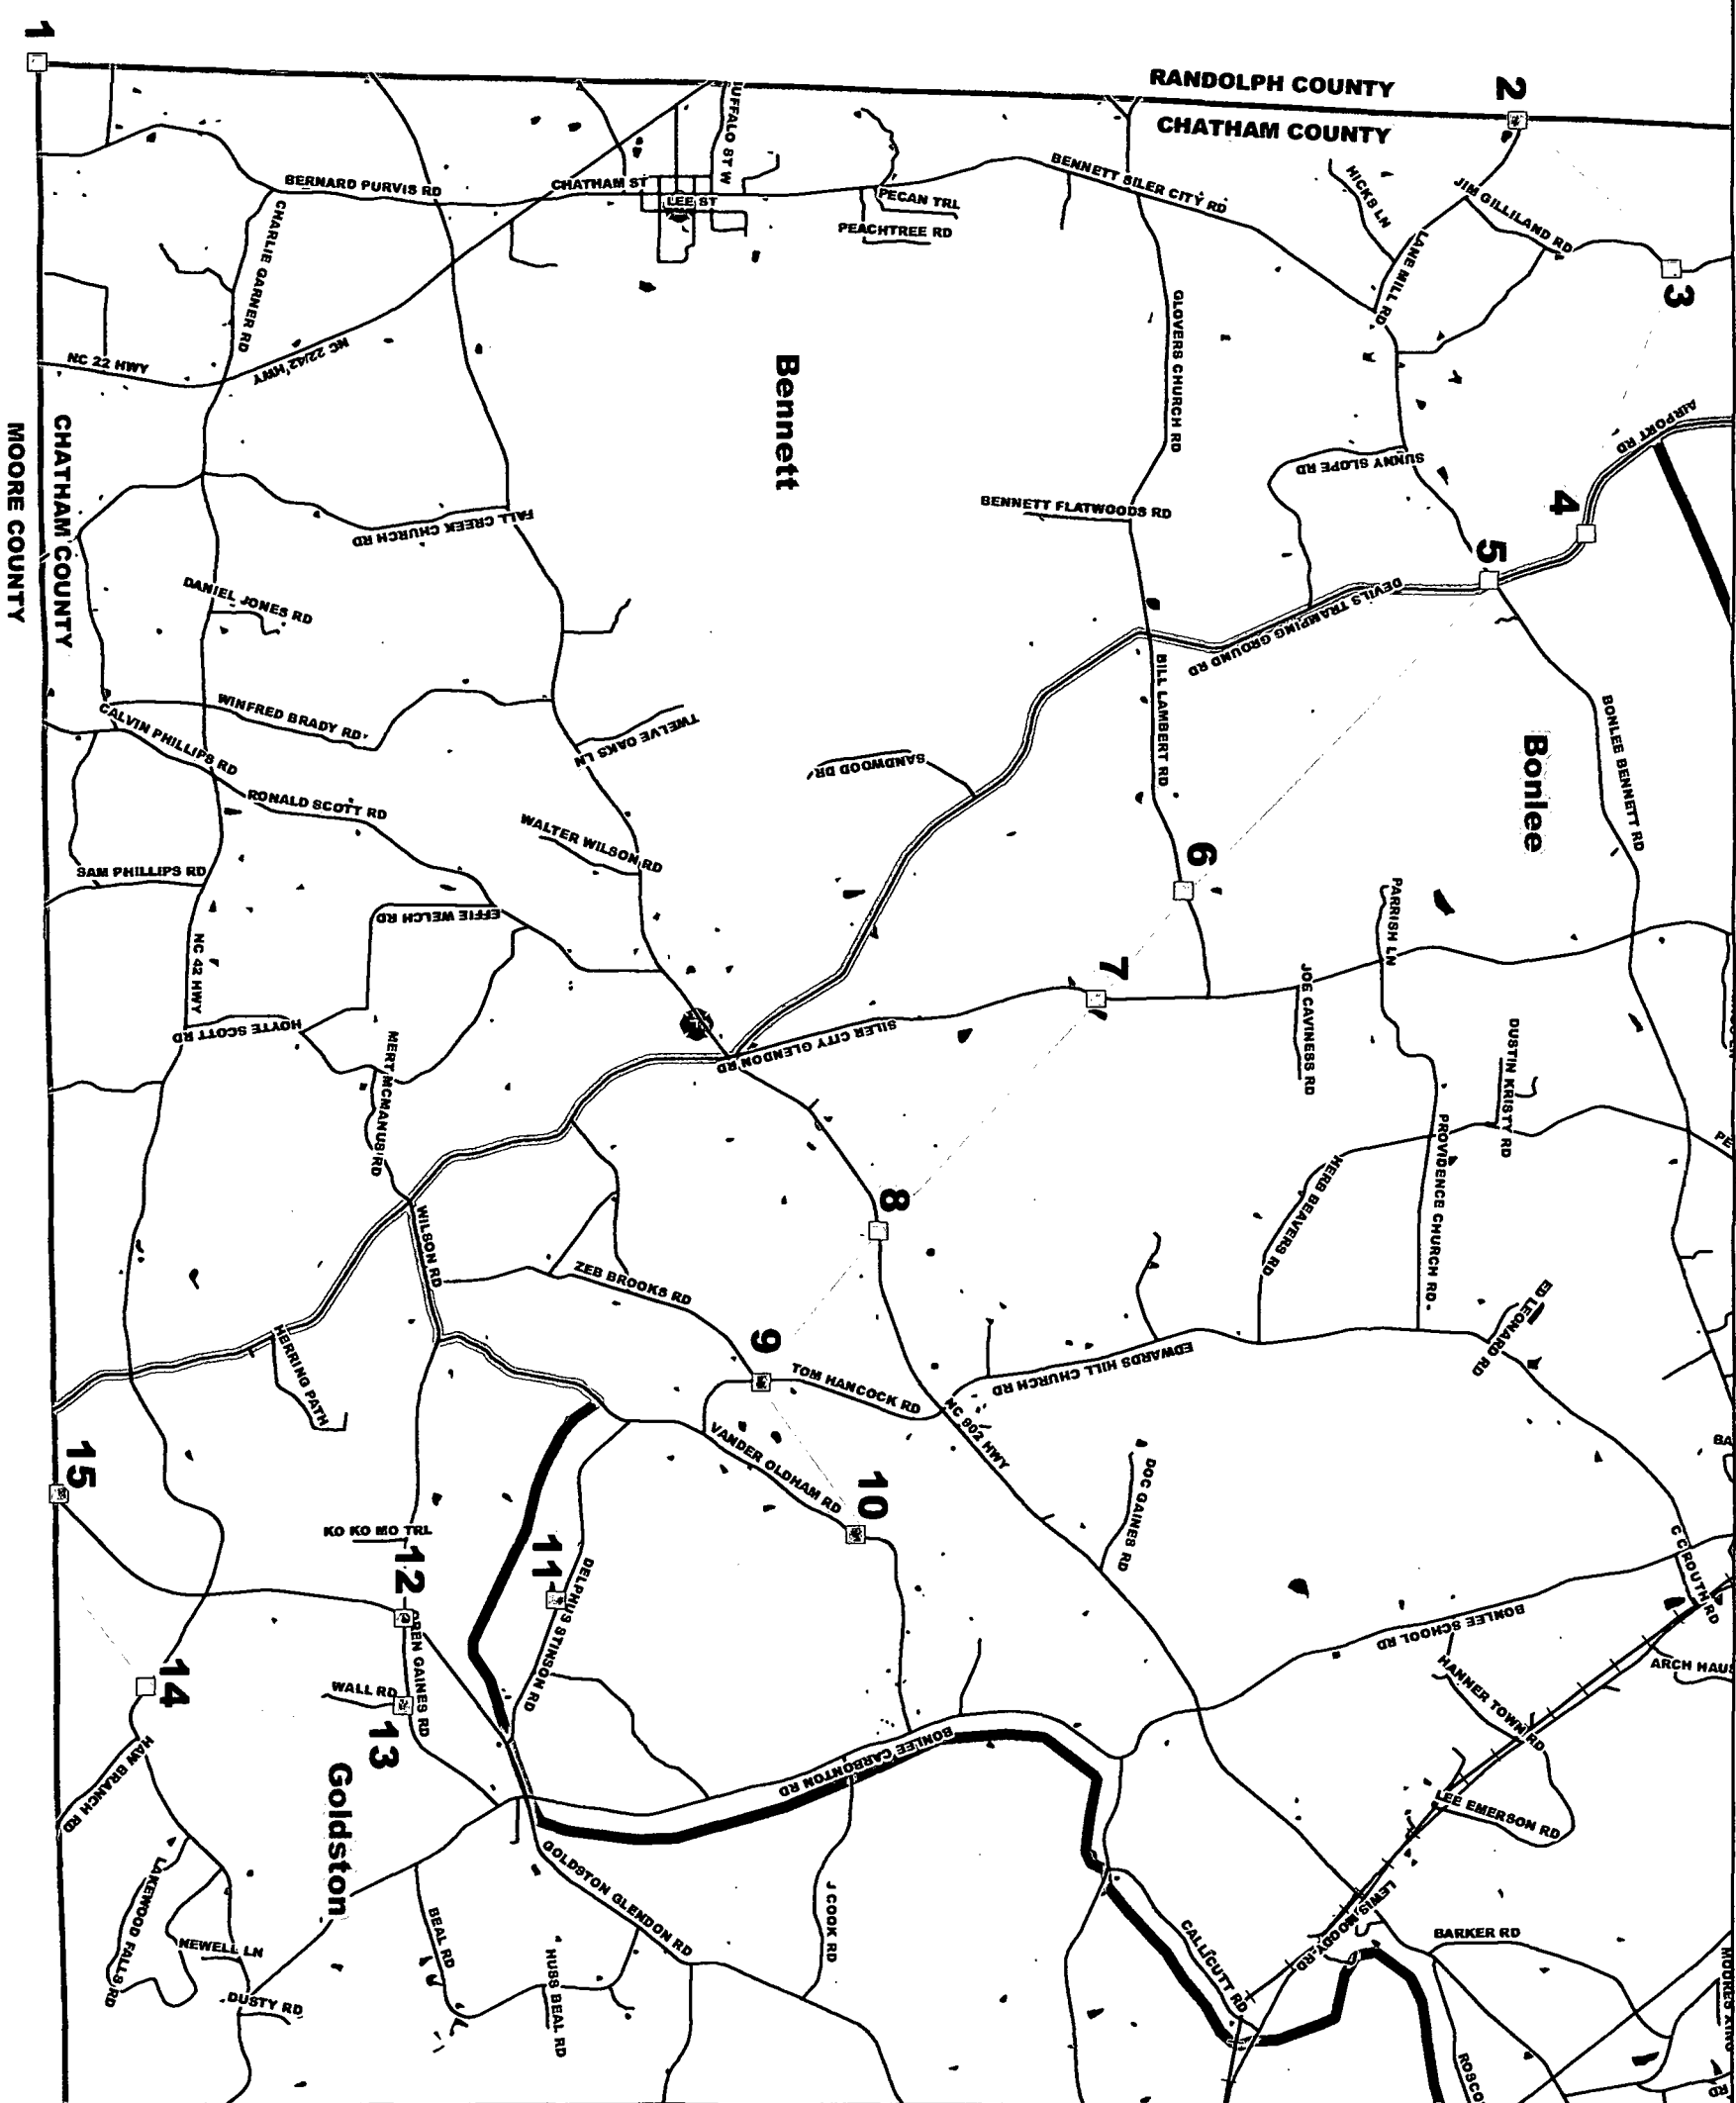 1
RANDOLPH COUNTY
2
CHATHAM COUNTY
BENNETT SILER CITY RD
HICKS LN
JIM GILLILAND RD
LANE MILL RD
3
BERNARD PURVIS RD
CHATHAM ST
LEE ST
PECAN TRL
PEACHTREE RD
CHARLIE GARNER RD
NC 22 HWY
NC 22/42 HWY
Bennett
GLOVERS CHURCH RD
AIRPORT RD
SUNNY SLOPE RD
4
5
CHATHAM COUNTY
MOORE COUNTY
FALL CREEK CHURCH RD
BENNETT FLATWOODS RD
DANIEL JONES RD
DEVILS TRAMPING GROUND RD
BILL LAMBERT RD
BONLEE BENNETT RD
Bonlee
WINFRED BRADY RD
CALVIN PHILLIPS RD
TWELVE OAKS LN
SANDWOOD DR
RONALD SCOTT RD
WALTER WILSON RD
6
SAM PHILLIPS RD
EFFIE WELCH RD
PARRISH LN
NC 42 HWY
7
JOE CAVINESS RD
HOYTE SCOTT RD
MERT MCMANUS RD
SILER CITY GLENDON RD
DUSTIN KRISTY RD
PROVIDENCE CHURCH RD
HERB BEAVERS RD
8
WILSON RD
ZEB BROOKS RD
9
TOM HANCOCK RD
EDWARDS HILL CHURCH RD
ED LEONARD RD
HERRING PATH
NC 902 HWY
VANDER OLDHAM RD
10
DOC GAINES RD
15
KO KO MO TRL
12
11
DELPHUS STINSON RD
C C ROUTH RD
BONLEE SCHOOL RD
OREN GAINES RD
WALL RD
13
14
HAW BRANCH RD
Goldston
BONLEE CARBONTON RD
HANNER TOWN RD
ARCH HAUS
LEE EMERSON RD
GOLDSTON GLENDON RD
J COOK RD
LAKEWOOD FALLS RD
NEWELL LN
DUSTY RD
BEAL RD
HUSS BEAL RD
CALLICUTT RD
LEWIS MOODY RD
BARKER RD